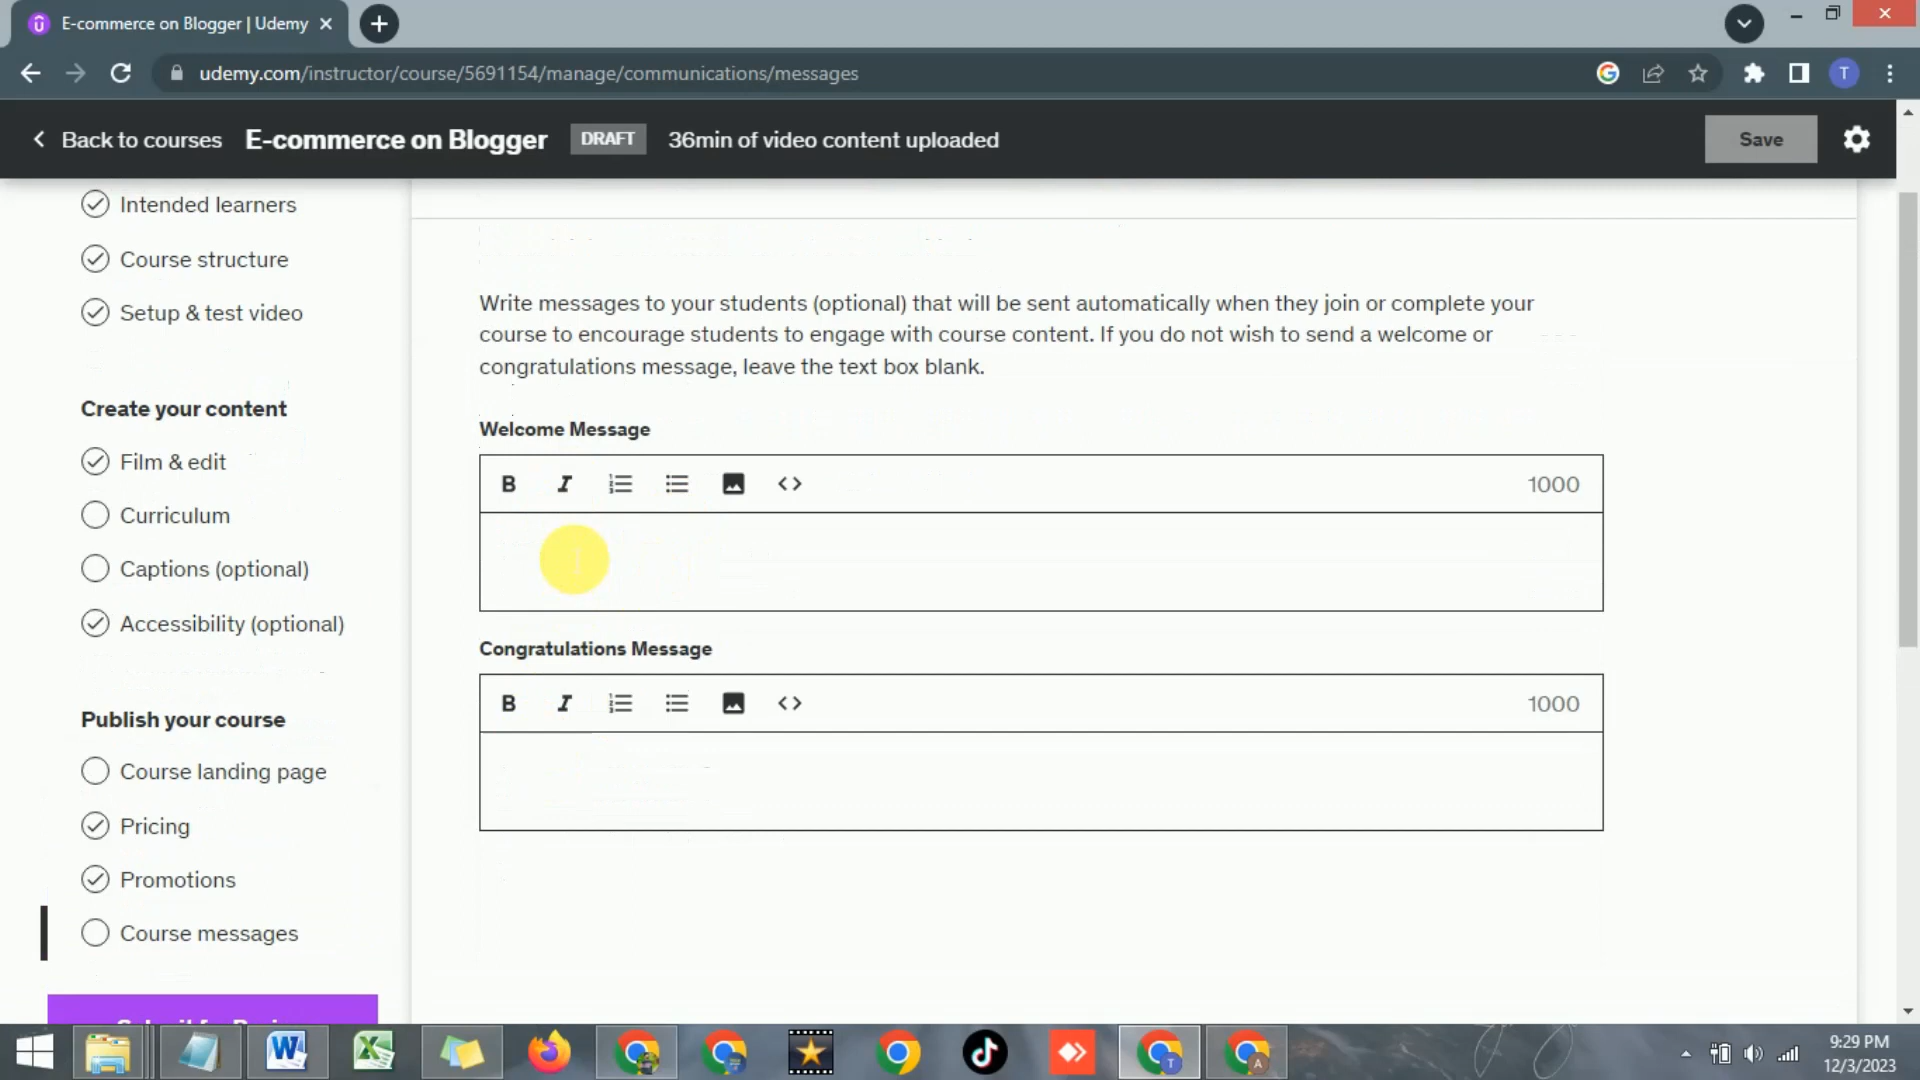 E-commerce on Blogger | Udemy
udemy.com/instructor/course/5691154/manage/communications/messages
T
Back to courses
E-commerce on Blogger
DRAFT
36min of video content uploaded
Save
Intended learners
Course structure
Setup & test video
Create your content
Film & edit
Curriculum
Captions (optional)
Accessibility (optional)
Publish your course
Course landing page
Pricing
Promotions
Course messages
Write messages to your students (optional) that will be sent automatically when they join or complete your
course to encourage students to engage with course content. If you do not wish to send a welcome or
congratulations message, leave the text box blank.
Welcome Message
B I <> 1000
Congratulations Message
B I <> 1000
9:29 PM
12/3/2023